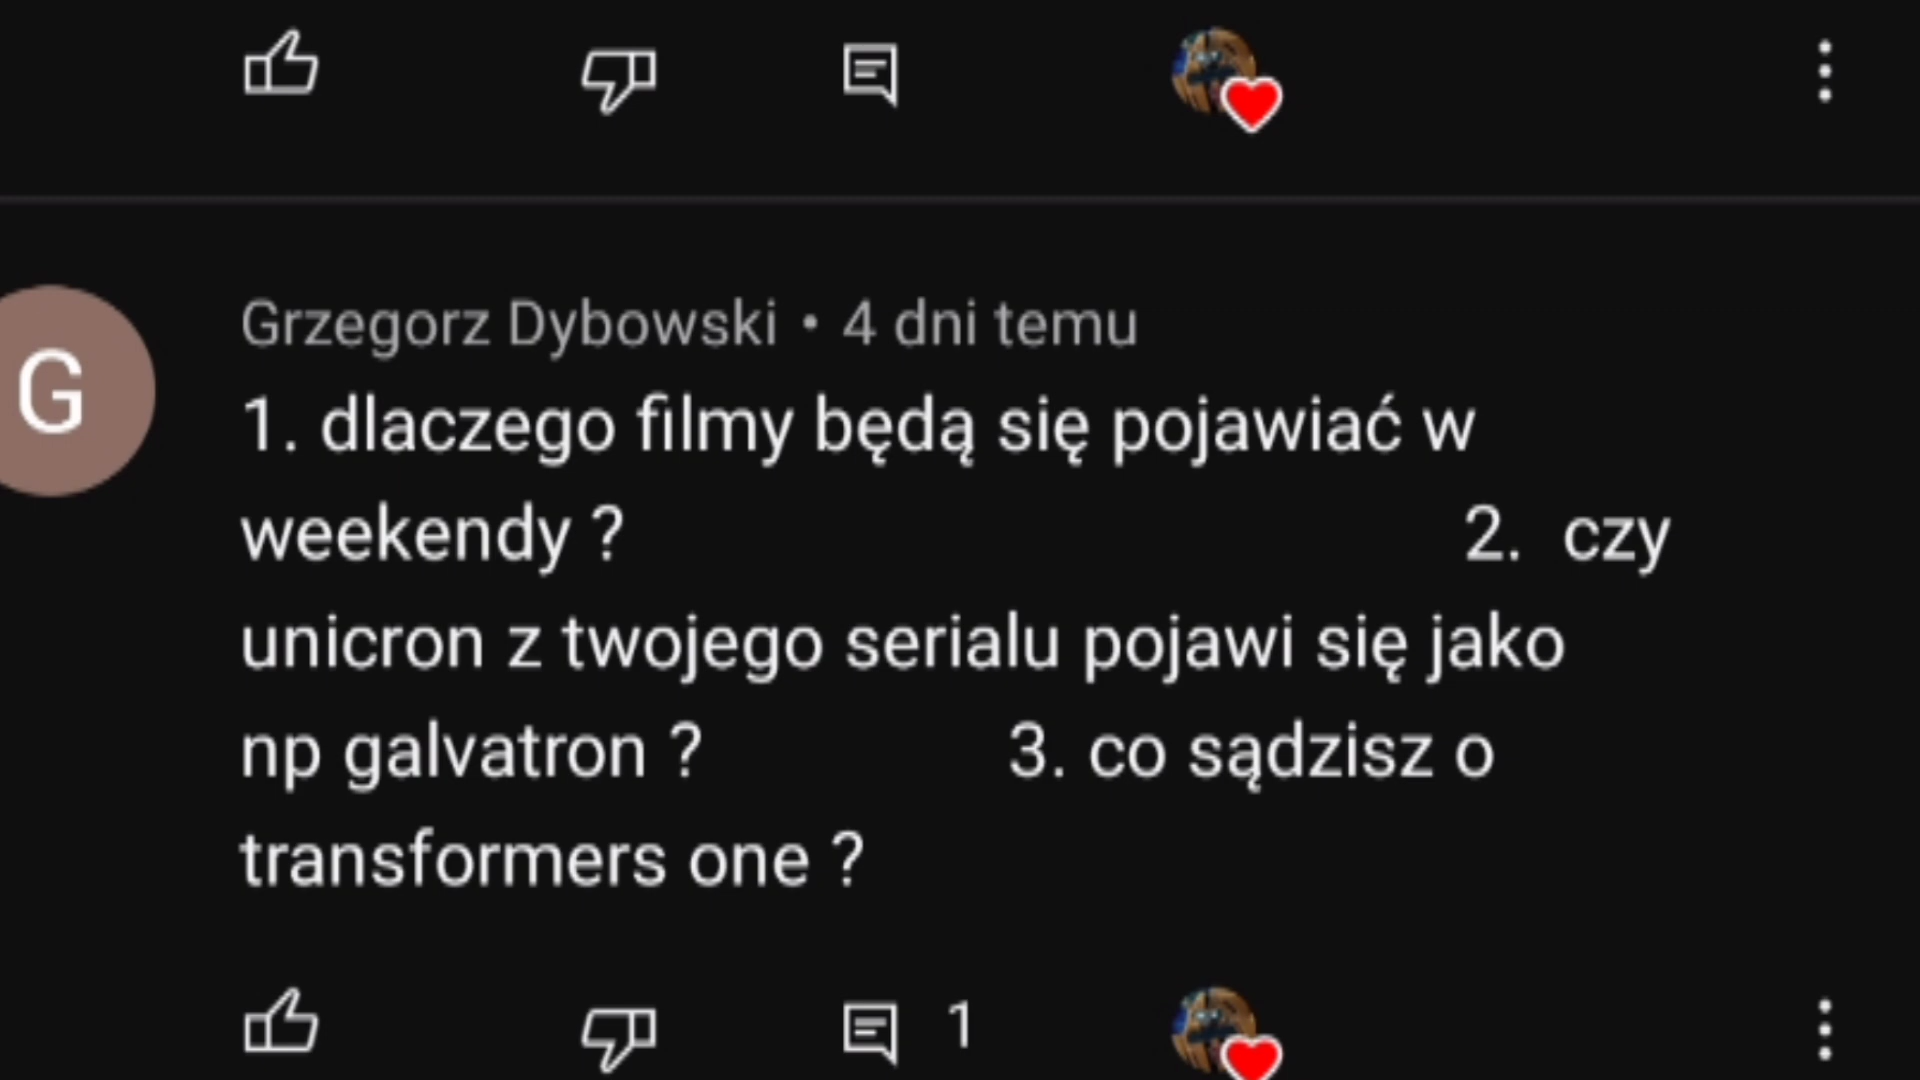 Grzegorz Dybowski • 4 dni temu
G
1. dlaczego filmy będą się pojawiać w
weekendy ? 2. czy
unicron z twojego serialu pojawi się jako
np galvatron ? 3. co sądzisz o
transformers one ?
1